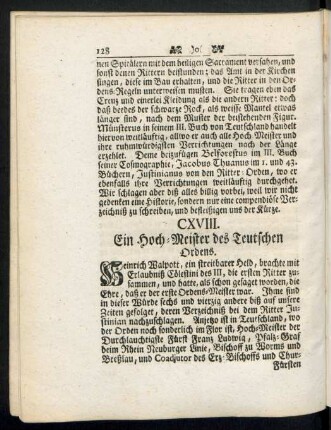 128 )o(
nen Spitälern mit dem heiligen Sacrament versahen, und
sonst denen Rittern beistunden; das Amt in der Kirchen
singen, diese im Bau erhalten, und die Ritter in den Or-
dens-Regeln unterweisen musten. Sie tragen eben das
Creuz und einerlei Kleidung als die andern Ritter: doch
daß beedes der schwarze Rock, als weisse Mantel etwas
länger sind, nach dem Muster der beistehenden Figur.
Münsterus in seinem III. Buch von Teutschland handelt
hiervon weitläufftig, allwo er auch alle Hoch Meister und
ihre ruhmwürdigsten Verrichtungen nach der Länge
erzehlet. Deme beizufügen Belforestus im III. Buch
seiner Cosmographie, Jacobus Thuanus im 1. und 43.
Büchern, Justinianus von den Ritter-Orden, wo er
ebenfalls ihre Verrichtungen weitläufftig durchgehet.
Wir schlagen aber diß alles billig vorbei, weil wir nicht
gedenken eine Historie, sondern nur eine compendiöse Ver-
zeichniß zu schreiben, und befleissigen uns der Kürze.
CXVIII.
Ein Hoch-Meister des Teutschen
Ordens.
Heinrich Walpott, ein streitbarer Held, brachte mit
Erlaubniß Cölestini des III, die ersten Ritter zu-
sammen, und hatte, als schon gesagt worden, die
Ehre, daß er der erste Ordens-Meister war. Ihme sind
in dieser Würde sechs und vierzig andere biß auf unsere
Zeiten gefolget, deren Verzeichniß bei dem Ritter Ju-
stinian nachzuschlagen. Anjetzo ist in Teutschland, wo
der Orden noch sonderlich im Flor ist, Hoch-Meister der
Durchlauchtigste Fürst Franz Ludwig, Pfalz-Graf
beim Rhein Neuburger Linie, Bischoff zu Worms und
Breßlau, und Coadjutor des Erz-Bischoffs und Chur-
Fürsten